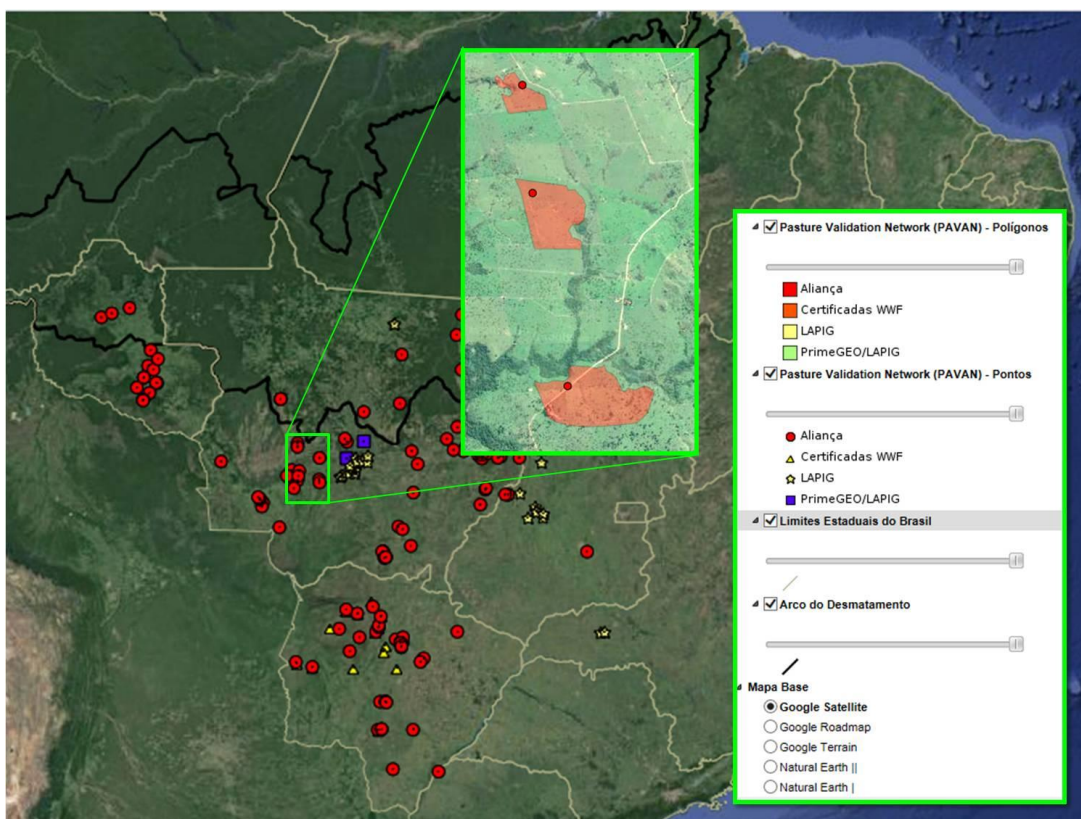 Pasture Validation Network (PAVAN) - Polígonos
Aliança
Certificadas WWF
LAPIG
PrimeGEO/LAPIG
Pasture Validation Network (PAVAN) - Pontos
Aliança
Certificadas WWF
LAPIG
PrimeGEO/LAPIG
Limites Estaduais do Brasil
Arco do Desmatamento
Mapa Base
Google Satellite
Google Roadmap
Google Terrain
Natural Earth ||
Natural Earth |